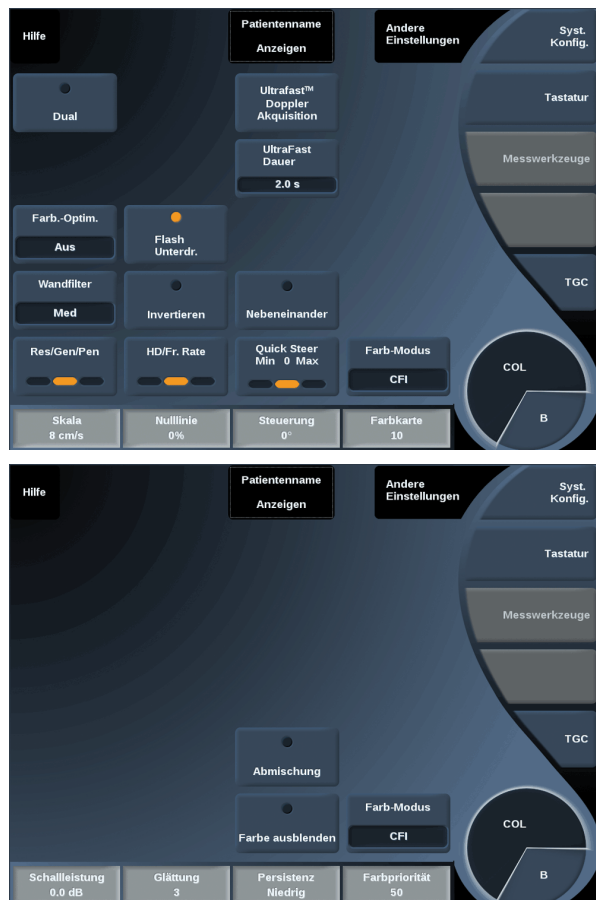 Hilfe
Patientenname
Anzeigen
Andere
Einstellungen
Syst.
Konfig.
Dual
Ultrafast™
Doppler
Akquisition
Tastatur
UltraFast
Dauer
2.0 s
Messwerkzeuge
Farb.-Optim.
Aus
Flash
Unterdr.
TGC
Wandfilter
Med
Invertieren
Nebeneinander
Res/Gen/Pen
HD/Fr. Rate
Quick Steer
Min 0 Max
Farb-Modus
CFI
COL
B
Skala
8 cm/s
Nulllinie
0%
Steuerung
0°
Farbkarte
10
Hilfe
Patientenname
Anzeigen
Andere
Einstellungen
Syst.
Konfig.
Tastatur
Messwerkzeuge
TGC
Abmischung
Farbe ausblenden
Farb-Modus
CFI
COL
B
Schallleistung
0.0 dB
Glättung
3
Persistenz
Niedrig
Farbpriorität
50